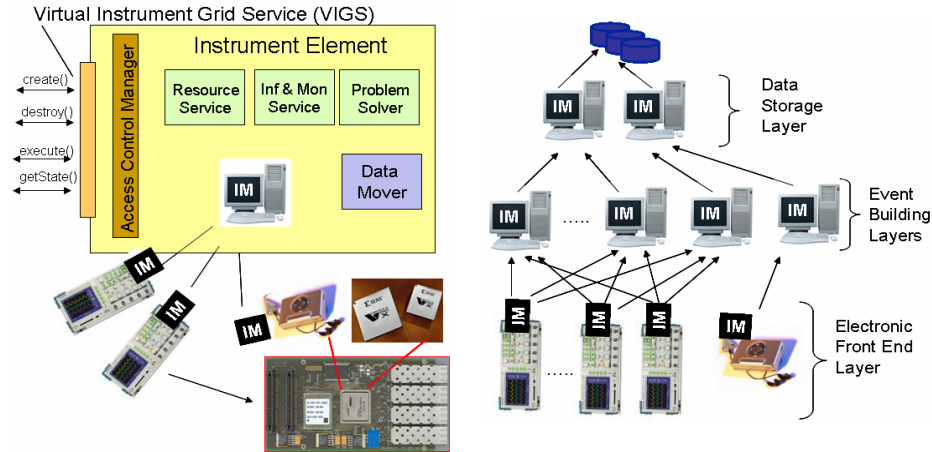 Virtual Instrument Grid Service (VIGS)
Instrument Element
create()
destroy()
execute()
getState()
Access Control Manager
Resource
Service
Inf & Mon
Service
Problem
Solver
Data
Mover
IM
IM
IM
IM
IM
IM
Data
Storage
Layer
IM
IM
.....
IM
IM
Event
Building
Layers
IM
IM
IM
IM
.....
Electronic
Front End
Layer